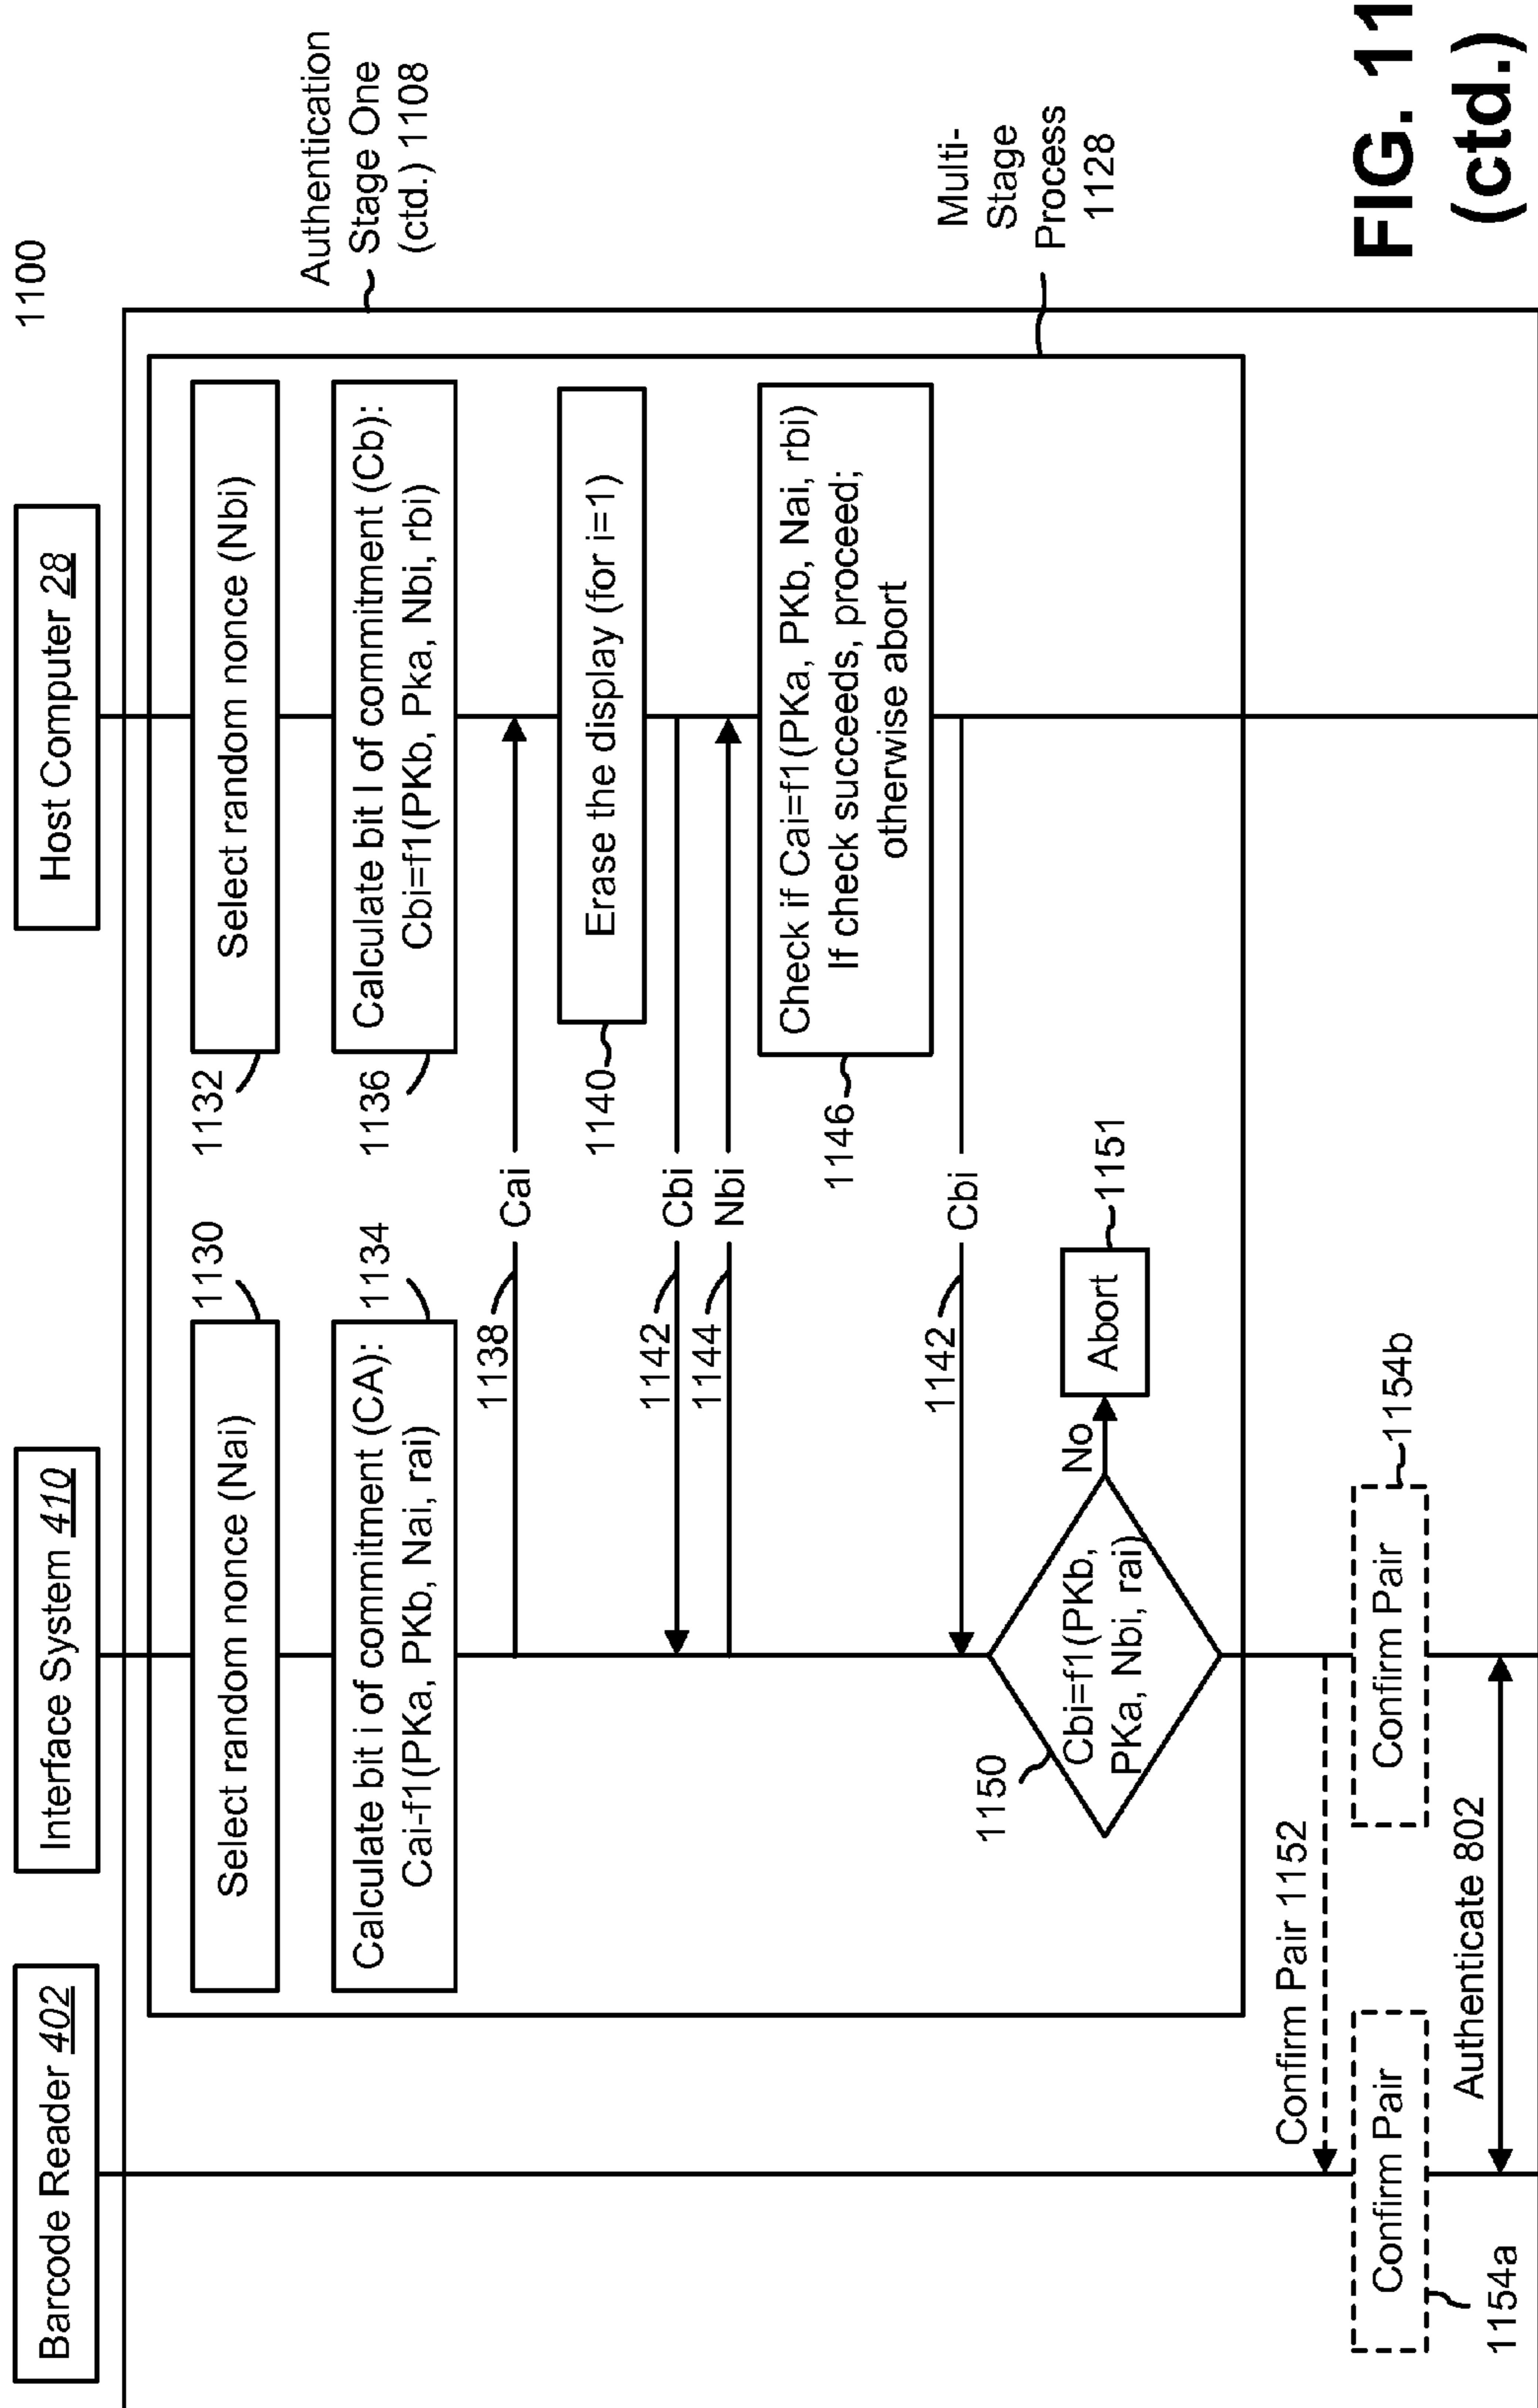 1100
Barcode Reader 402
Interface System 410
Host Computer 28
Authentication
Stage One
(ctd.) 1108
Select random nonce (Nai)
1130
1132
Select random nonce (Nbi)
Calculate bit i of commitment (CA):
Cai-f1(PKa, PKb, Nai, rai)
1134
1136
Calculate bit I of commitment (Cb):
Cbi=f1(PKb, Pka, Nbi, rbi)
1138
Cai
1140
Erase the display (for i=1)
1142
Cbi
1144
Nbi
1146
Check if Cai=f1(PKa, PKb, Nai, rbi)
If check succeeds, proceed;
otherwise abort
Multi-
Stage
Process
1128
1142
Cbi
1150
Cbi=f1(PKb,
PKa, Nbi, rai)
No
Abort
1151
Confirm Pair 1152
Confirm Pair
1154a
Confirm Pair
1154b
Authenticate 802
FIG. 11
(ctd.)